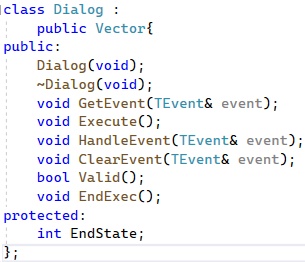 class Dialog :
    public Vector{
public:
    Dialog(void);
    ~Dialog(void);
    void GetEvent(TEvent& event);
    void Execute();
    void HandleEvent(TEvent& event);
    void ClearEvent(TEvent& event);
    bool Valid();
    void EndExec();
protected:
    int EndState;
};